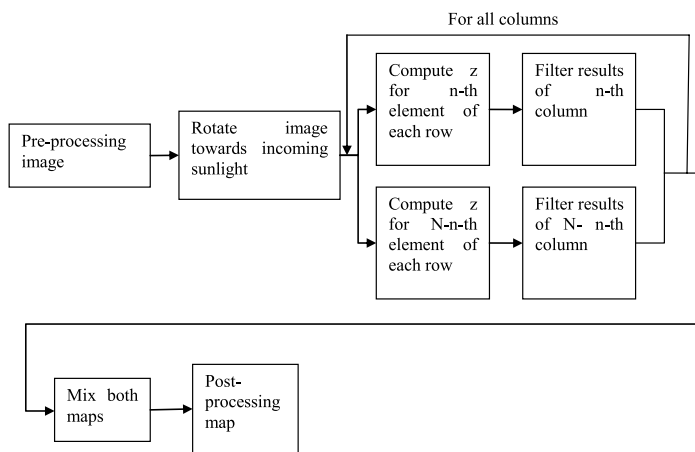 For all columns
Compute z
for n-th
element of
each row
Filter results
of n-th
column
Pre-processing
image
Rotate image
towards incoming
sunlight
Compute z
for N-n-th
element of
each row
Filter results
of N- n-th
column
Mix both
maps
Post-
processing
map